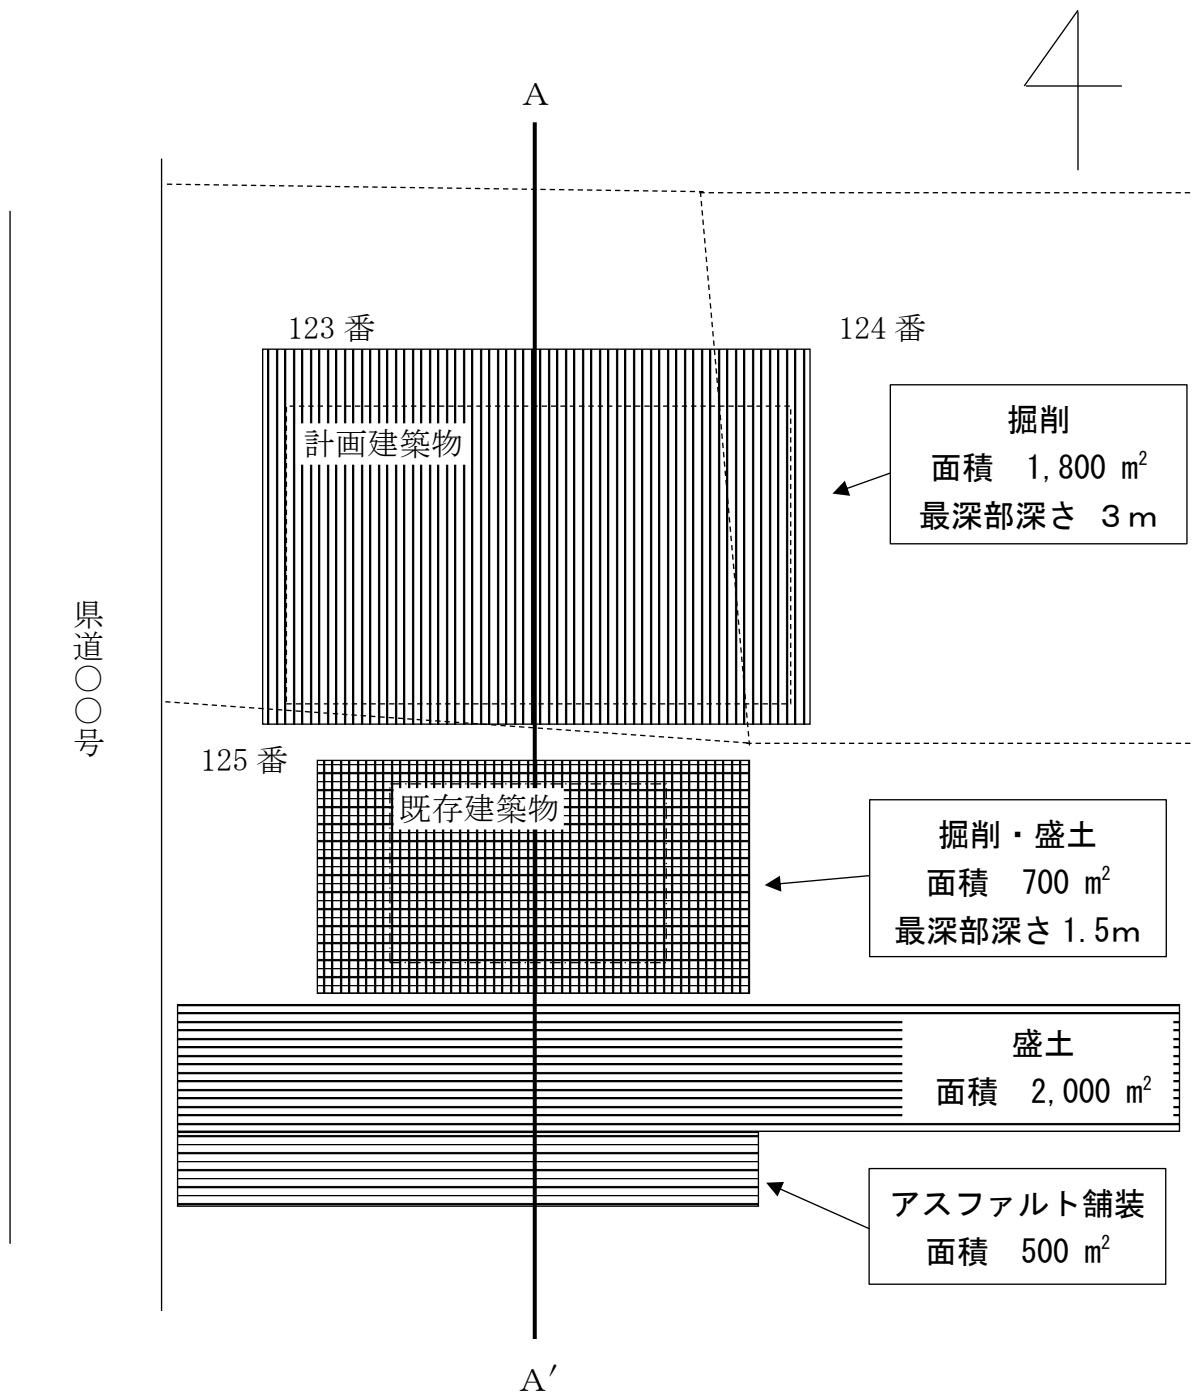 A
123 番
124 番
計画建築物
掘削
面積 1,800 m²
最深部深さ 3m
県道○○号
125 番
既存建築物
掘削・盛土
面積 700 m²
最深部深さ 1.5m
盛土
面積 2,000 m²
アスファルト舗装
面積 500 m²
A′